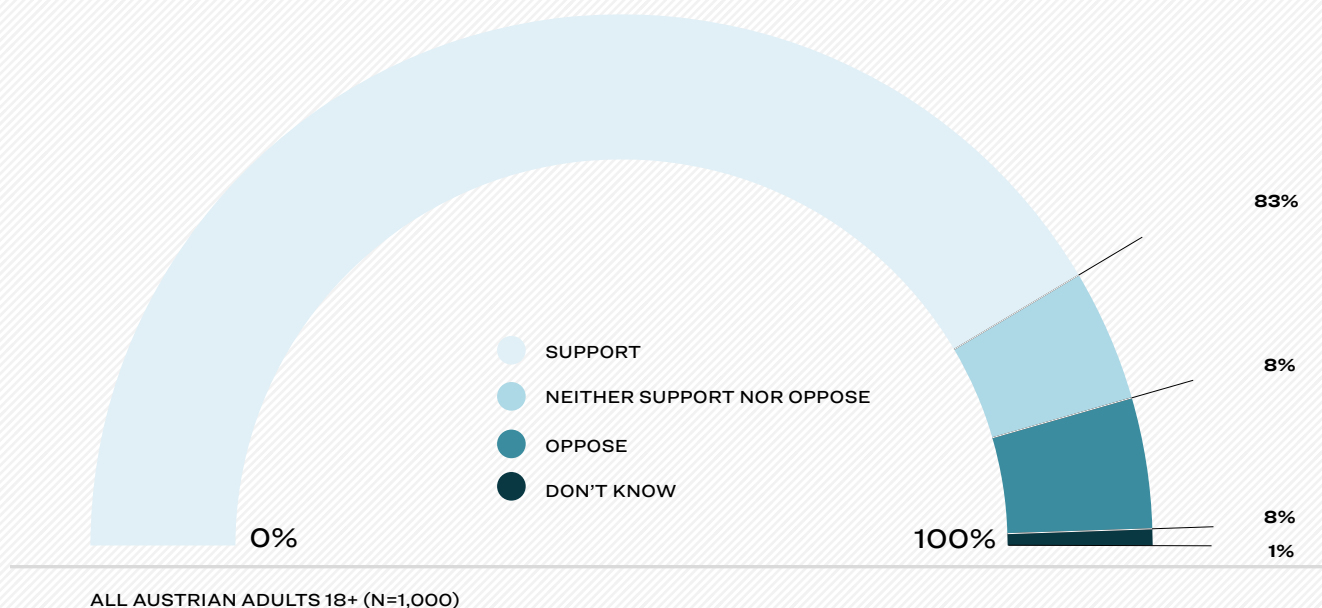 83%
SUPPORT
8%
NEITHER SUPPORT NOR OPPOSE
OPPOSE
DON’T KNOW
8%
0%
100%
1%
ALL AUSTRIAN ADULTS 18+ (N=1,000)